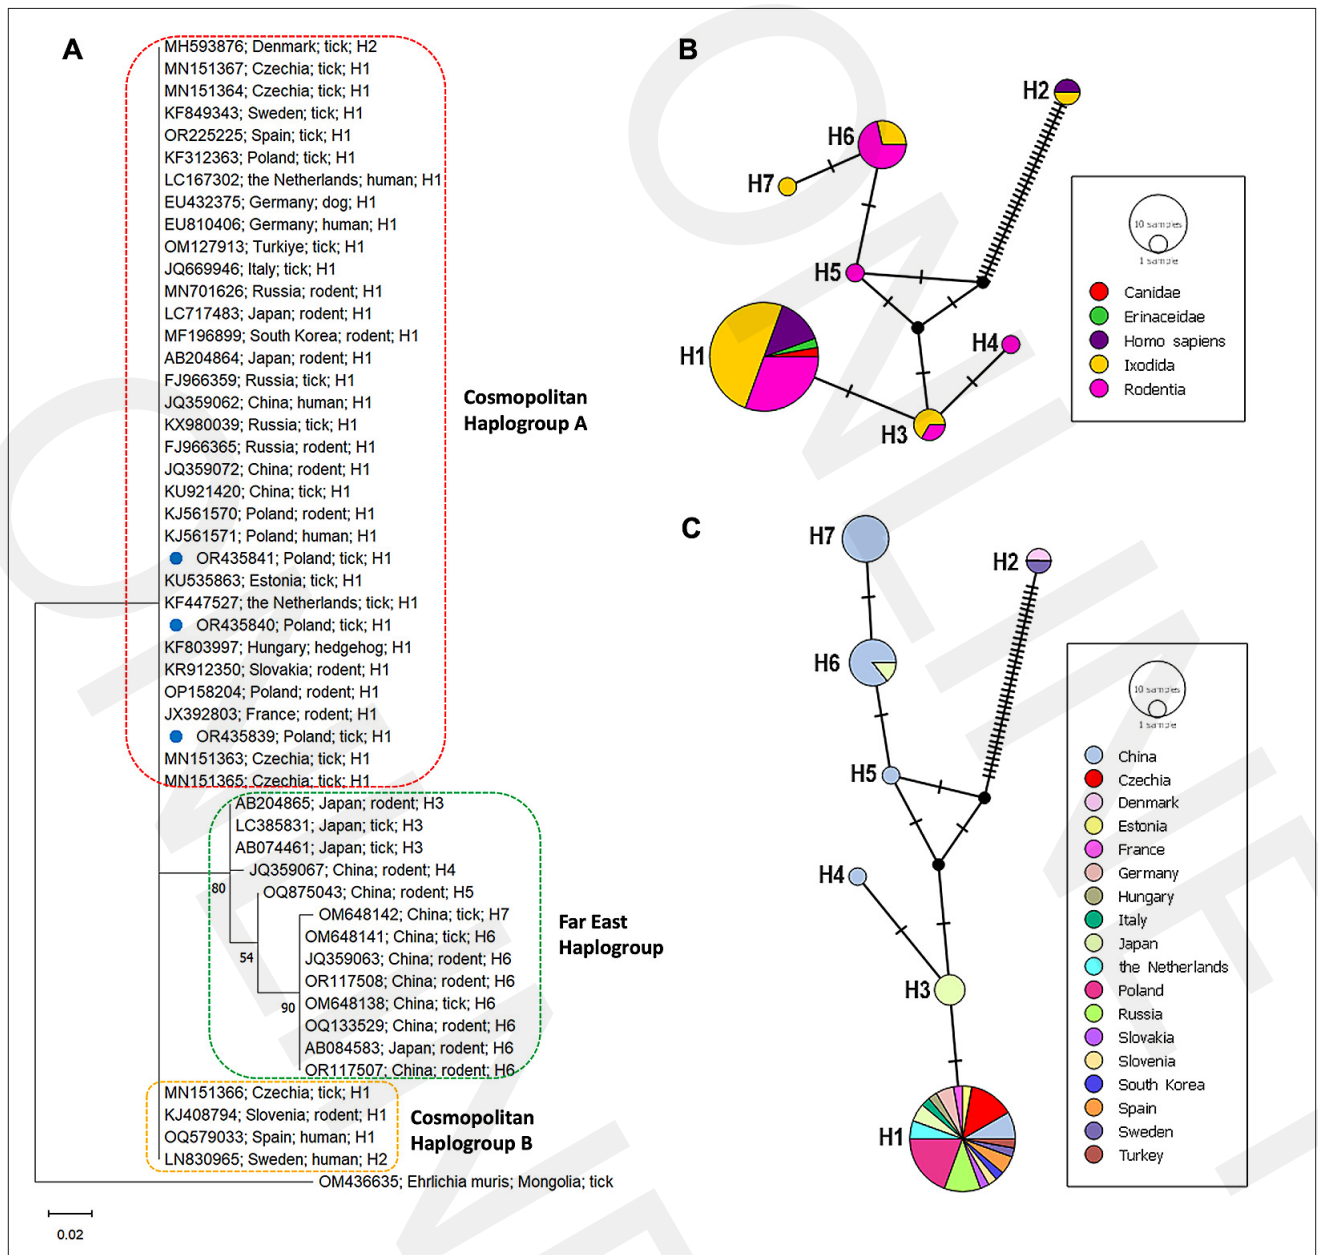 A
MH593876; Denmark; tick; H2
MN151367; Czechia; tick; H1
MN151364; Czechia; tick; H1
KF849343; Sweden; tick; H1
OR225225; Spain; tick; H1
KF312363; Poland; tick; H1
LC167302; the Netherlands; human; H1
EU432375; Germany; dog; H1
EU810406; Germany; human; H1
OM127913; Turkiye; tick; H1
JQ669946; Italy; tick; H1
MN701626; Russia; rodent; H1
LC717483; Japan; rodent; H1
MF196899; South Korea; rodent; H1
AB204864; Japan; rodent; H1
FJ966359; Russia; tick; H1
JQ359062; China; human; H1
KX980039; Russia; tick; H1
FJ966365; Russia; rodent; H1
JQ359072; China; rodent; H1
KU921420; China; tick; H1
KJ561570; Poland; rodent; H1
KJ561571; Poland; human; H1
OR435841; Poland; tick; H1
KU535863; Estonia; tick; H1
KF447527; the Netherlands; tick; H1
OR435840; Poland; tick; H1
KF803997; Hungary; hedgehog; H1
KR912350; Slovakia; rodent; H1
OP158204; Poland; rodent; H1
JX392803; France; rodent; H1
OR435839; Poland; tick; H1
MN151363; Czechia; tick; H1
MN151365; Czechia; tick; H1
Cosmopolitan
Haplogroup A
AB204865; Japan; rodent; H3
LC385831; Japan; tick; H3
AB074461; Japan; tick; H3
JQ359067; China; rodent; H4
80
OQ875043; China; rodent; H5
OM648142; China; tick; H7
OM648141; China; tick; H6
54
JQ359063; China; rodent; H6
OR117508; China; rodent; H6
90
OM648138; China; tick; H6
OQ133529; China; rodent; H6
AB084583; Japan; rodent; H6
OR117507; China; rodent; H6
Far East
Haplogroup
MN151366; Czechia; tick; H1
KJ408794; Slovenia; rodent; H1
OQ579033; Spain; human; H1
LN830965; Sweden; human; H2
Cosmopolitan
Haplogroup B
OM436635; Ehrlichia muris; Mongolia; tick
0.02
B
H2
H6
H7
H5
H4
H1
H3
10 samples
1 sample
Canidae
Erinaceidae
Homo sapiens
Ixodida
Rodentia
C
H7
H2
H6
H5
H4
H3
H1
10 samples
1 sample
China
Czechia
Denmark
Estonia
France
Germany
Hungary
Italy
Japan
the Netherlands
Poland
Russia
Slovakia
Slovenia
South Korea
Spain
Sweden
Turkey